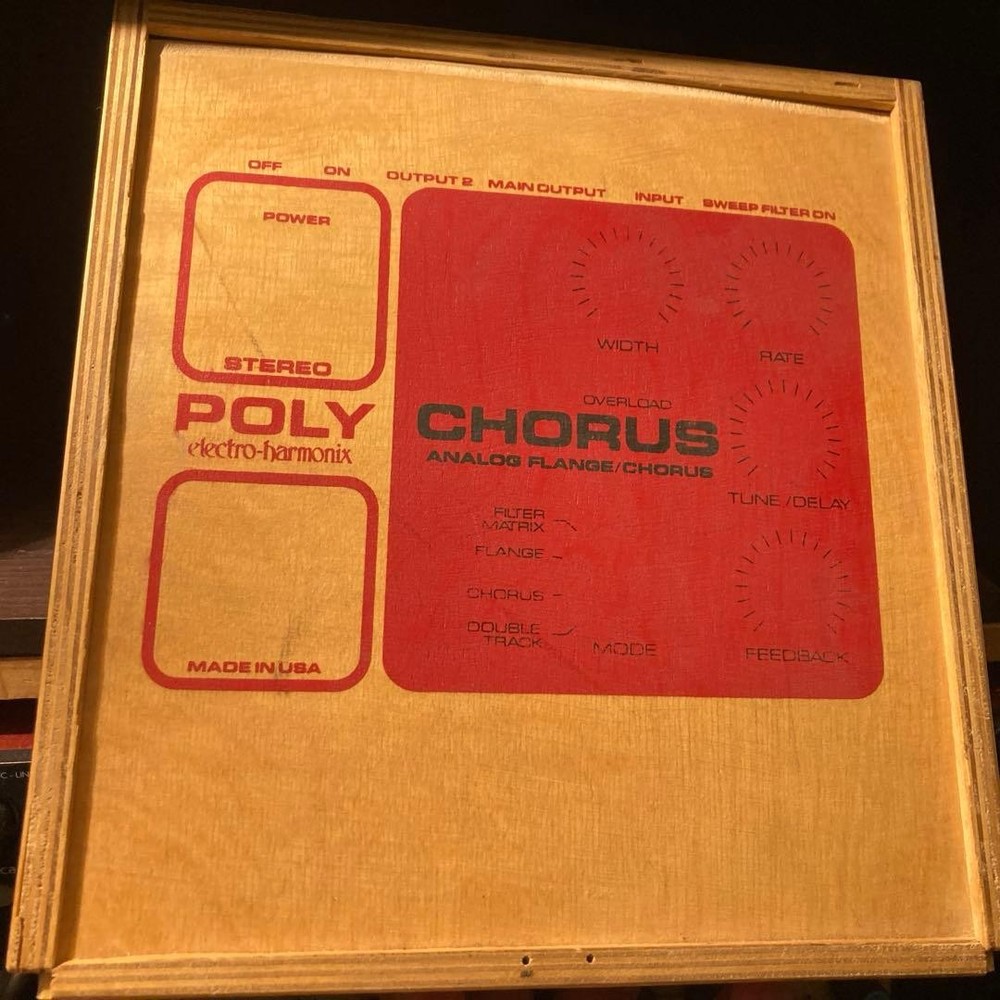 OFF ON OUTPUT 2 MAIN OUTPUT INPUT SWEEP FILTER ON
POWER
STEREO
POLY
electro-harmonix
MADE IN USA
WIDTH
RATE
OVERLOAD
CHORUS
ANALOG FLANGE/CHORUS
TUNE / DELAY
FILTER
MATRIX
FLANGE
CHORUS
DOUBLE
TRACK
MODE
FEEDBACK
C - LIN